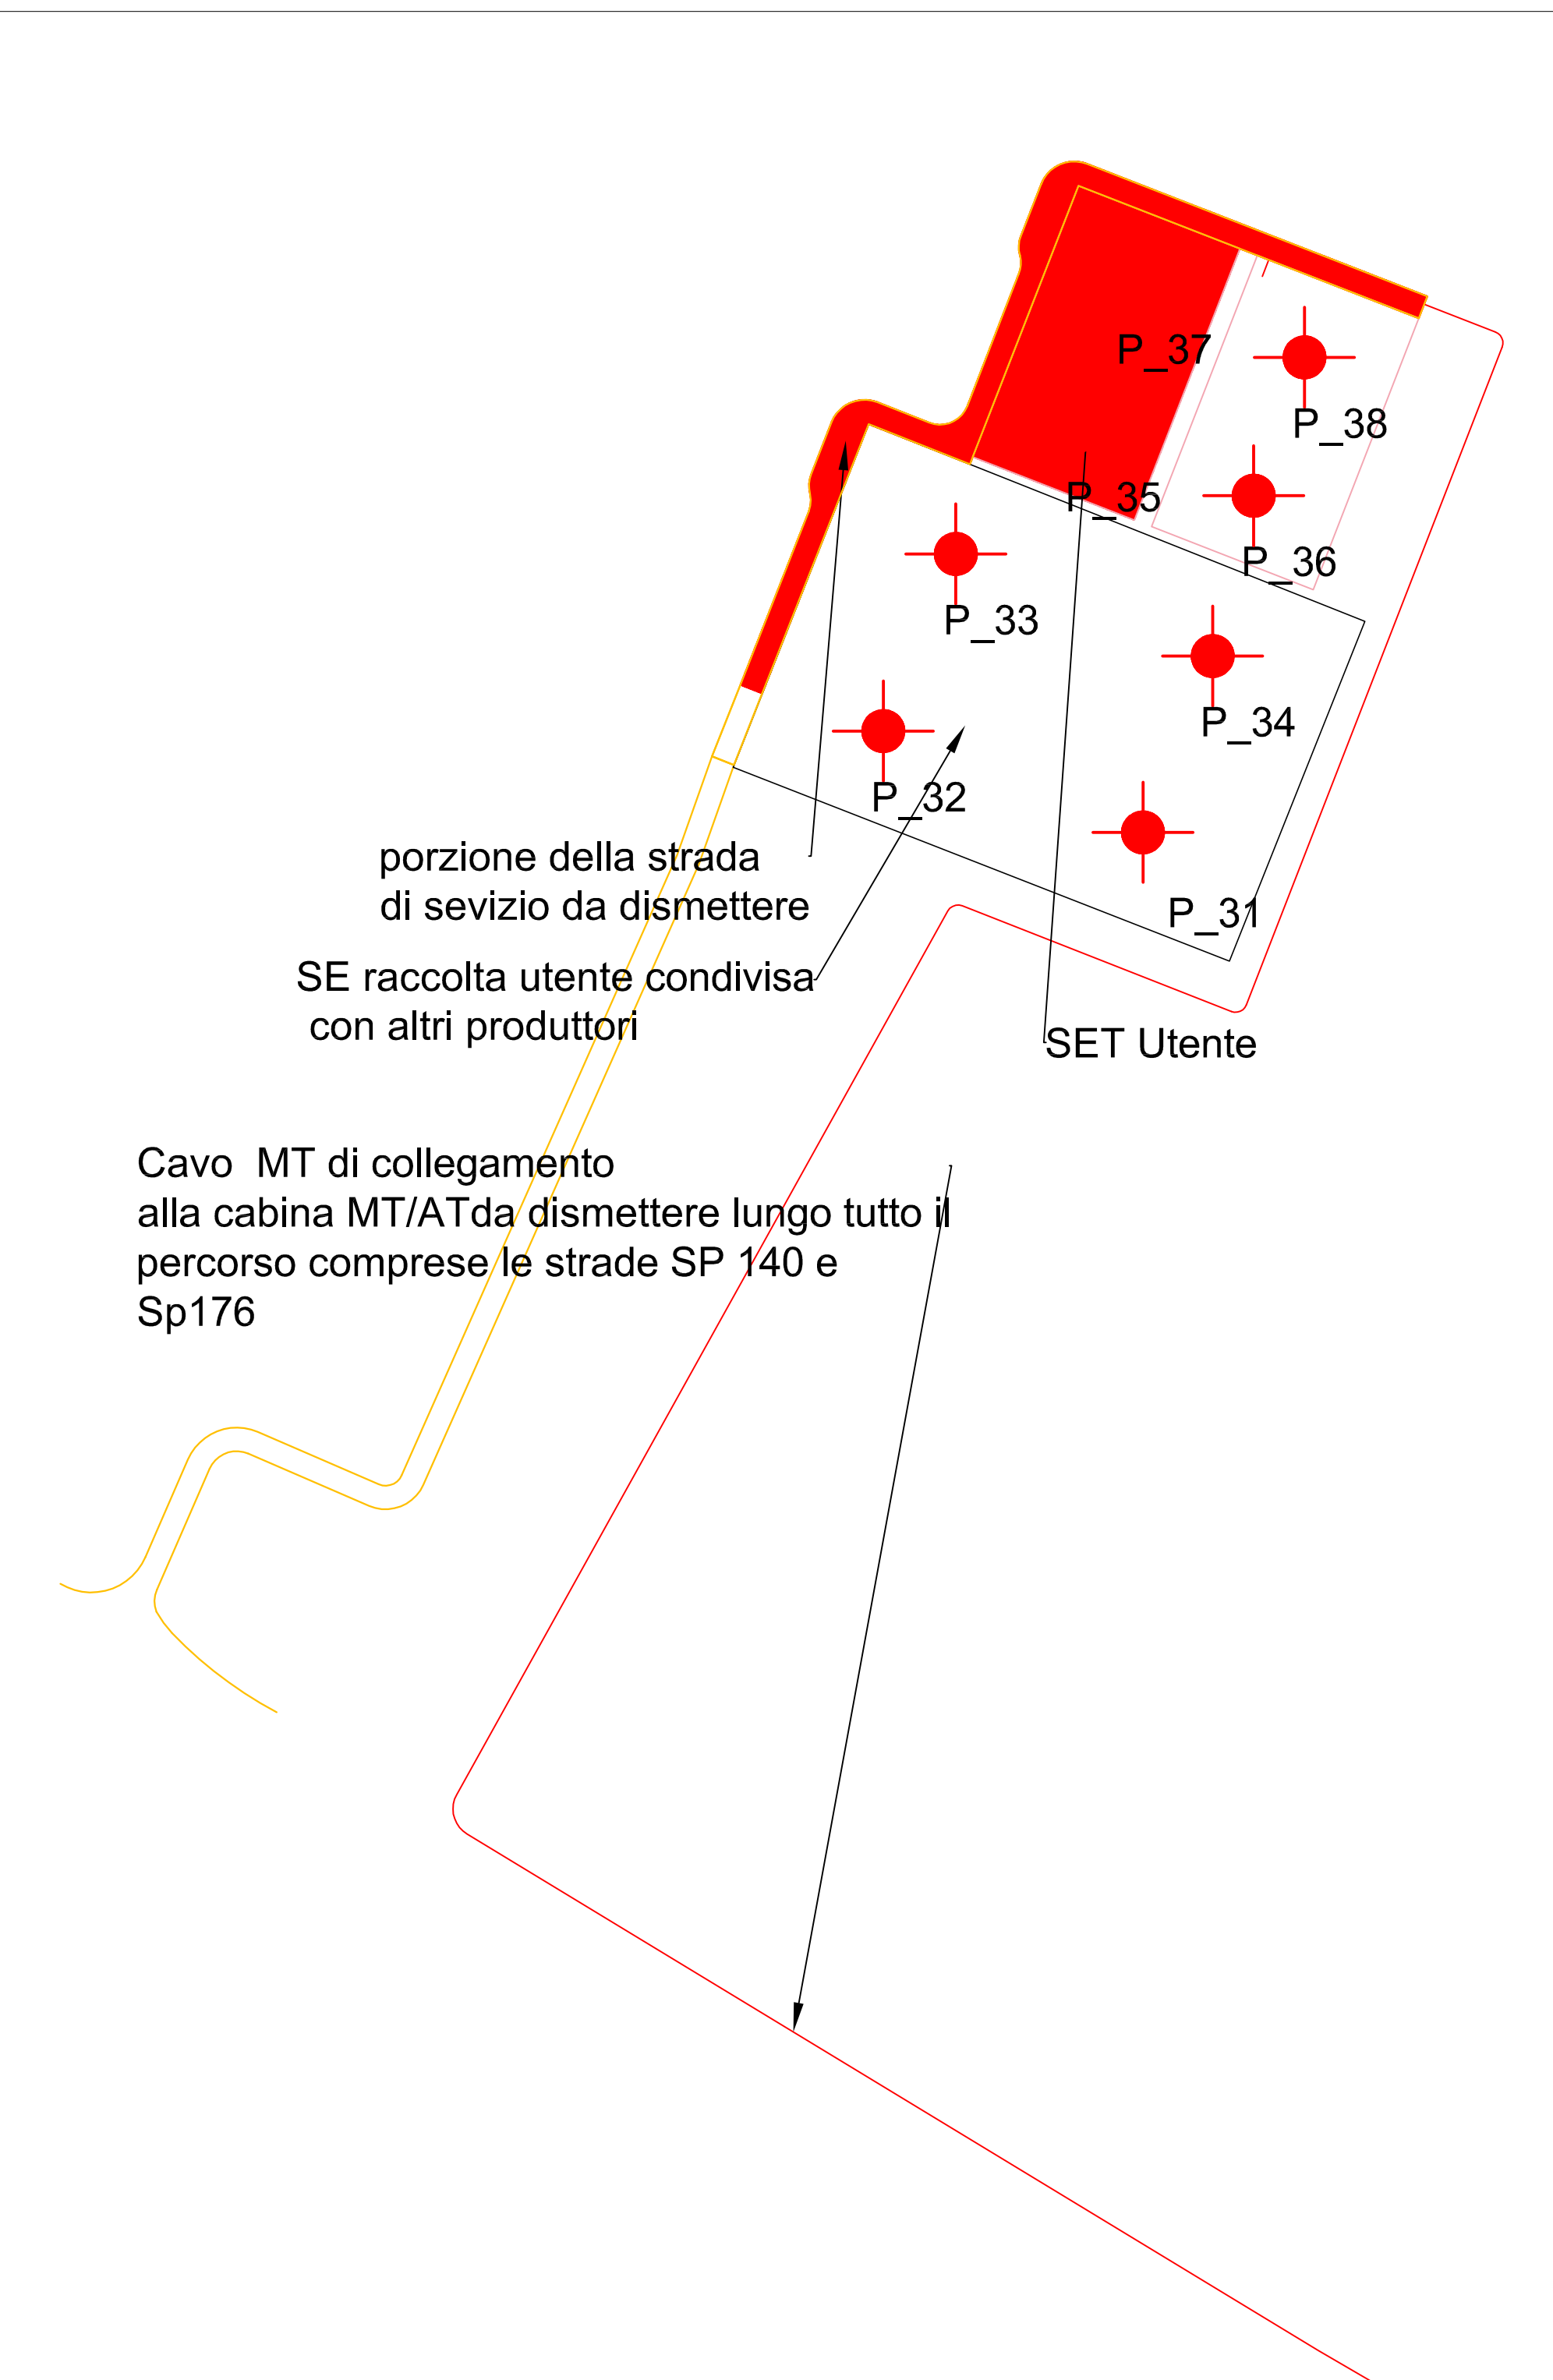 P_37
P_38
P_35
P_36
P_33
P_34
P_32
P_31
porzione della strada
di sevizio da dismettere
SE raccolta utente condivisa
con altri produttori
SET Utente
Cavo  MT di collegamento
alla cabina MT/ATda dismettere lungo tutto il
percorso comprese le strade SP 140 e
Sp176